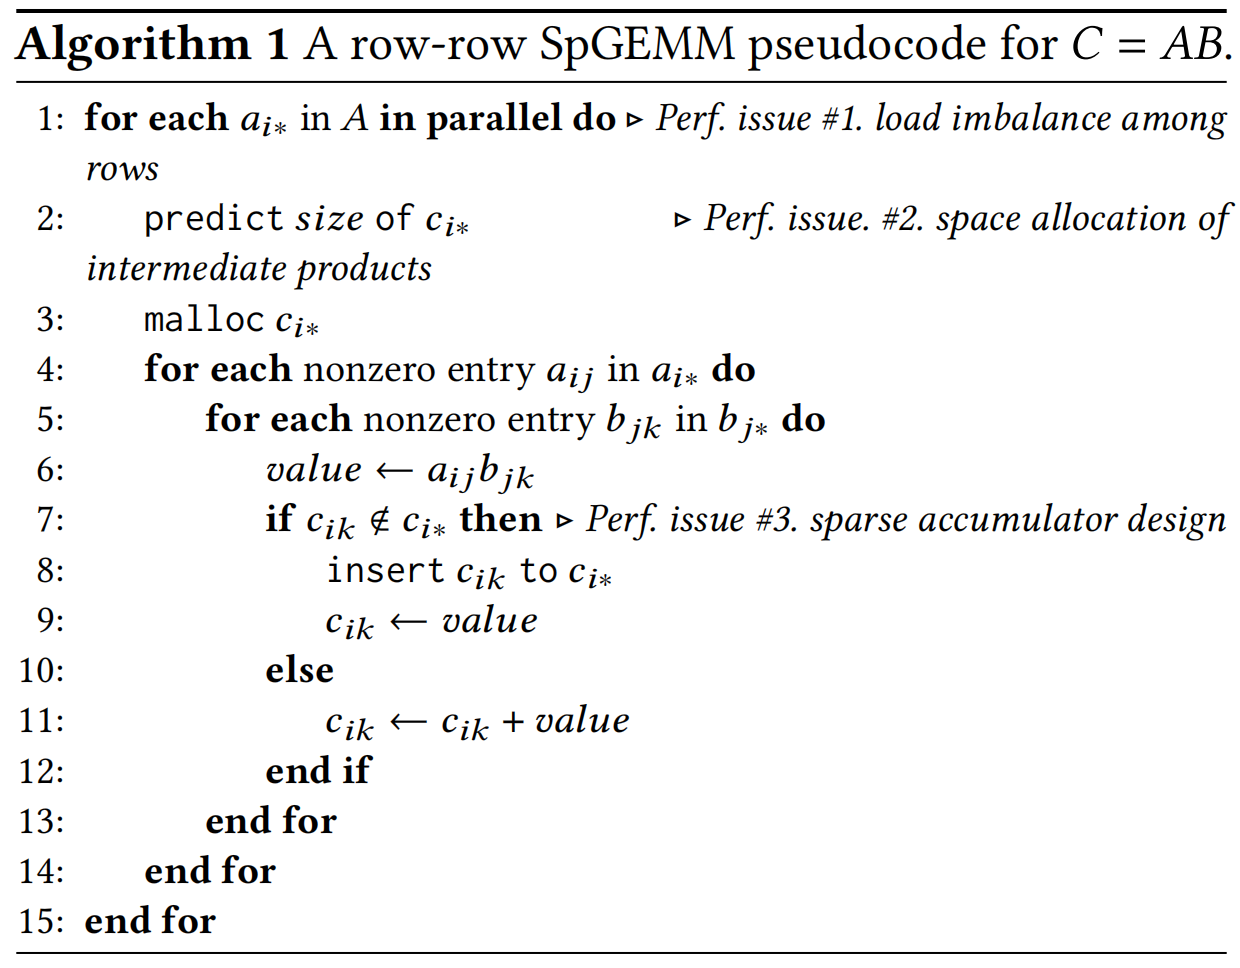 Algorithm 1 A row-row SpGEMM pseudocode for C = AB.
1: for each a_{i*} in A in parallel do ▹ Perf. issue #1. load imbalance among
rows
2: predict size of c_{i*} ▹ Perf. issue. #2. space allocation of
intermediate products
3: malloc c_{i*}
4: for each nonzero entry a_{ij} in a_{i*} do
5: for each nonzero entry b_{jk} in b_{j*} do
6: value ← a_{ij}b_{jk}
7: if c_{ik} ∉ c_{i*} then ▹ Perf. issue #3. sparse accumulator design
8: insert c_{ik} to c_{i*}
9: c_{ik} ← value
10: else
11: c_{ik} ← c_{ik} + value
12: end if
13: end for
14: end for
15: end for